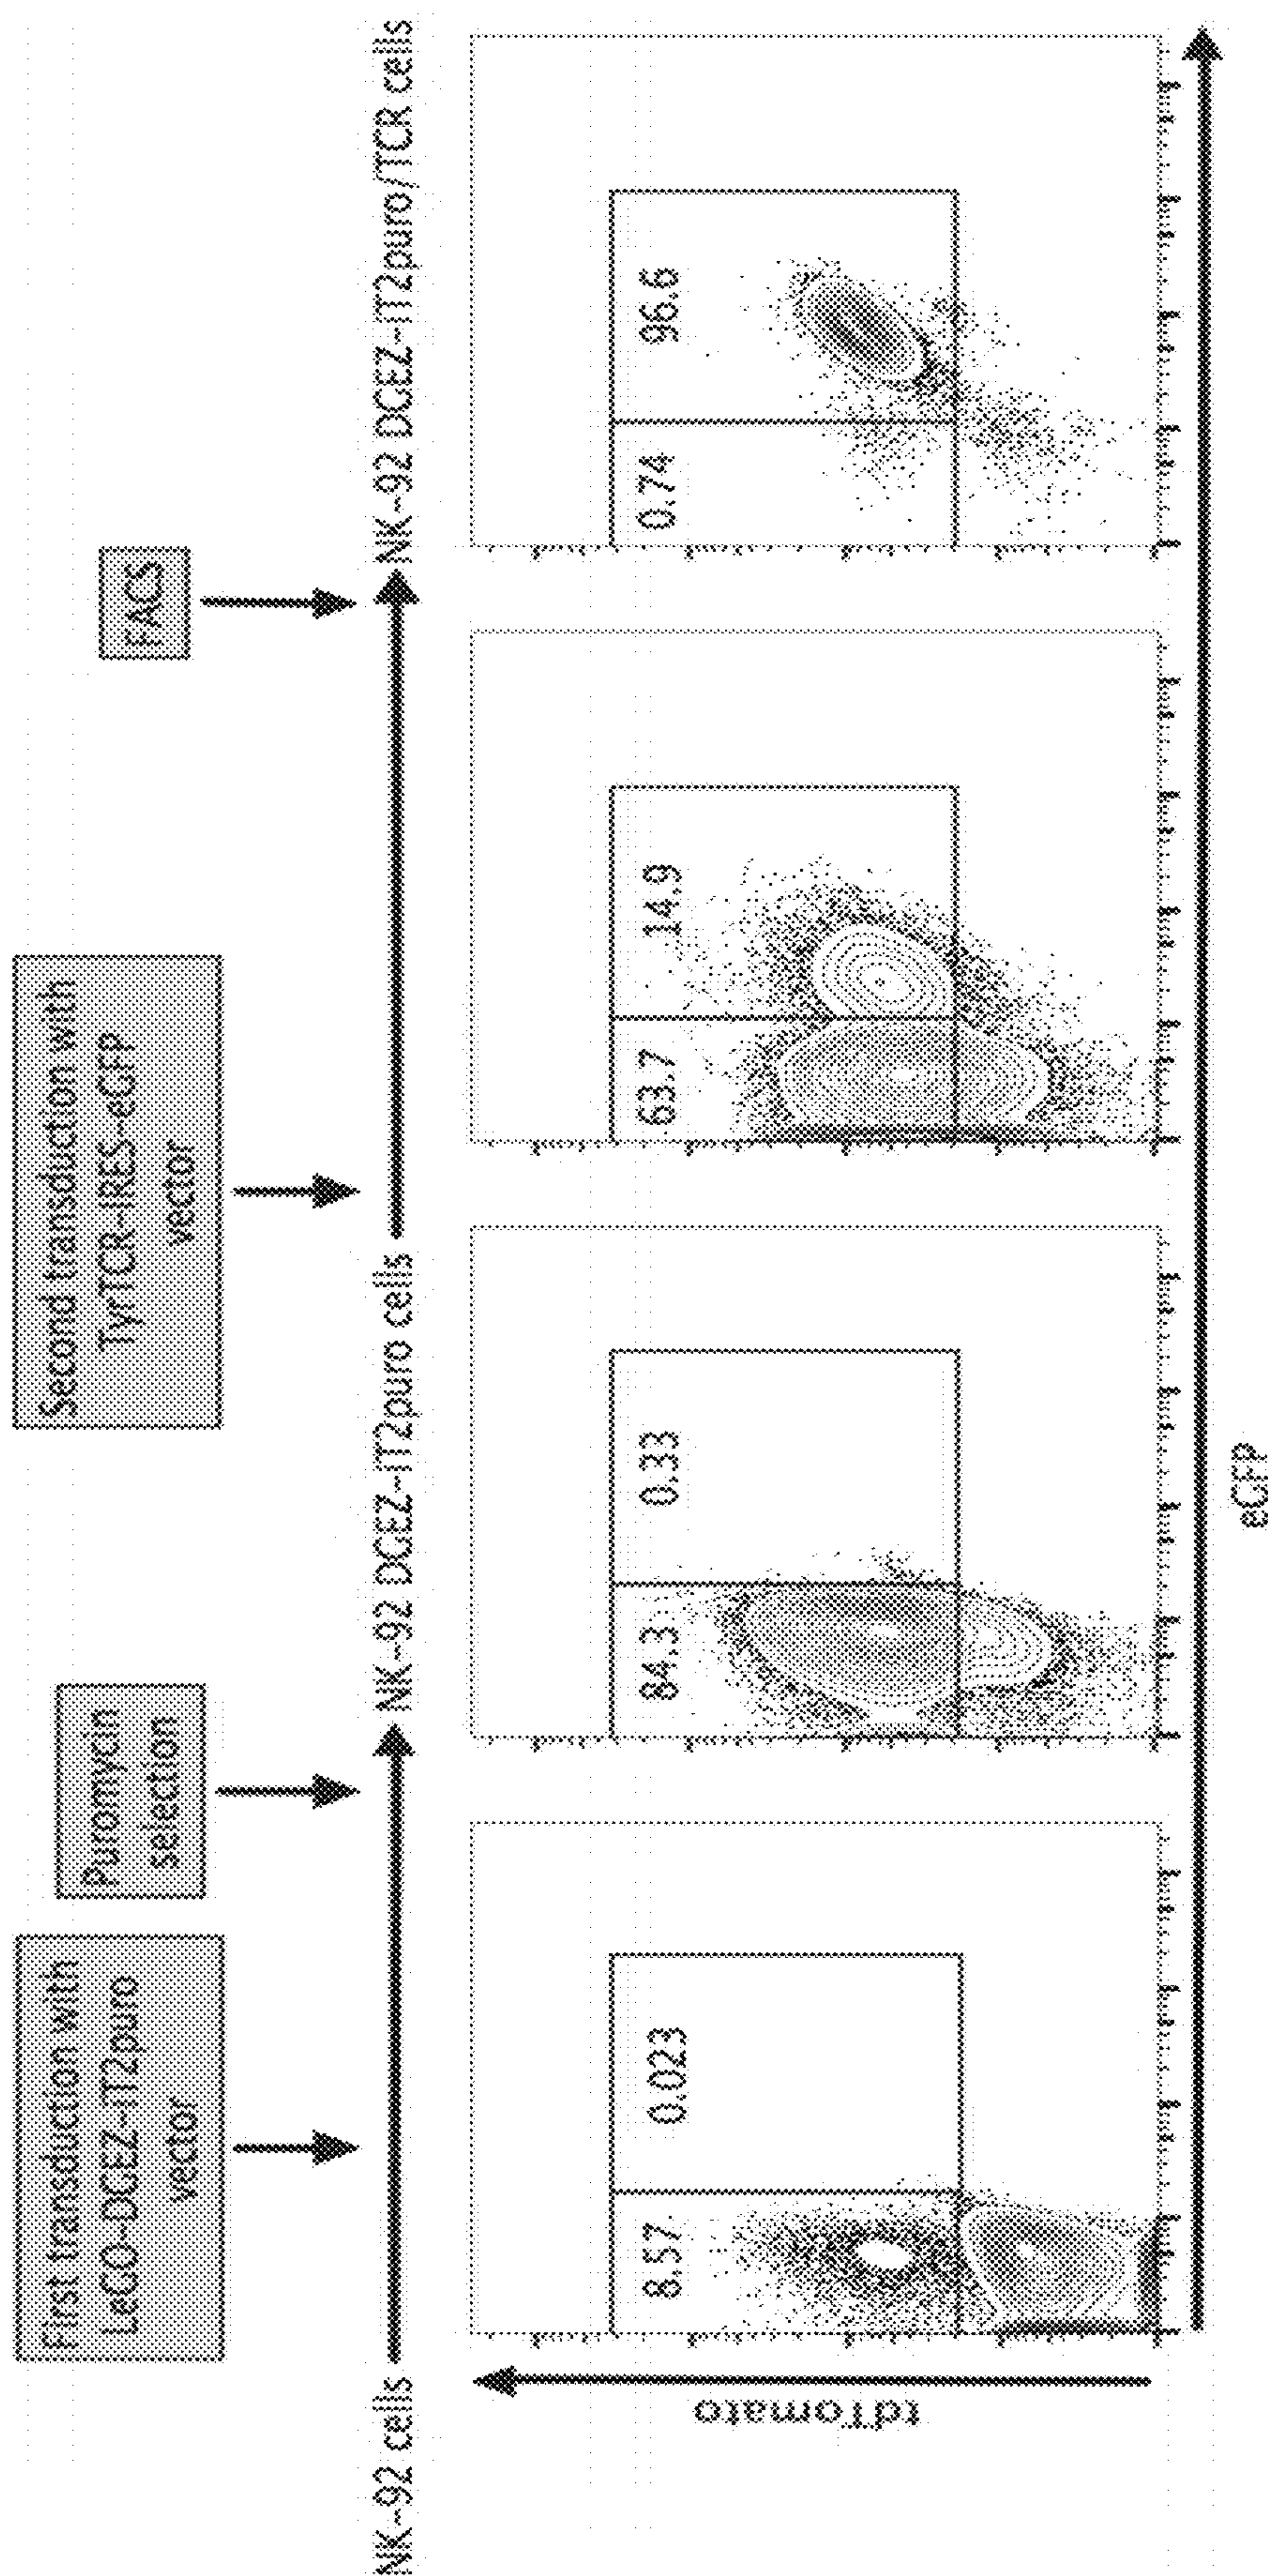 First transduction with
LeGO-DGEZ-iT2puro
vector
Puromycin
selection
Second transduction with
TyrTCR-IRES-eGFP
vector
FACS
NK-92 cells
NK-92 DGEZ-iT2puro cells
NK-92 DGEZ-iT2puro/TCR cells
tdTomato
8.57
0.023
84.3
0.33
63.7
14.9
0.74
96.6
eGFP